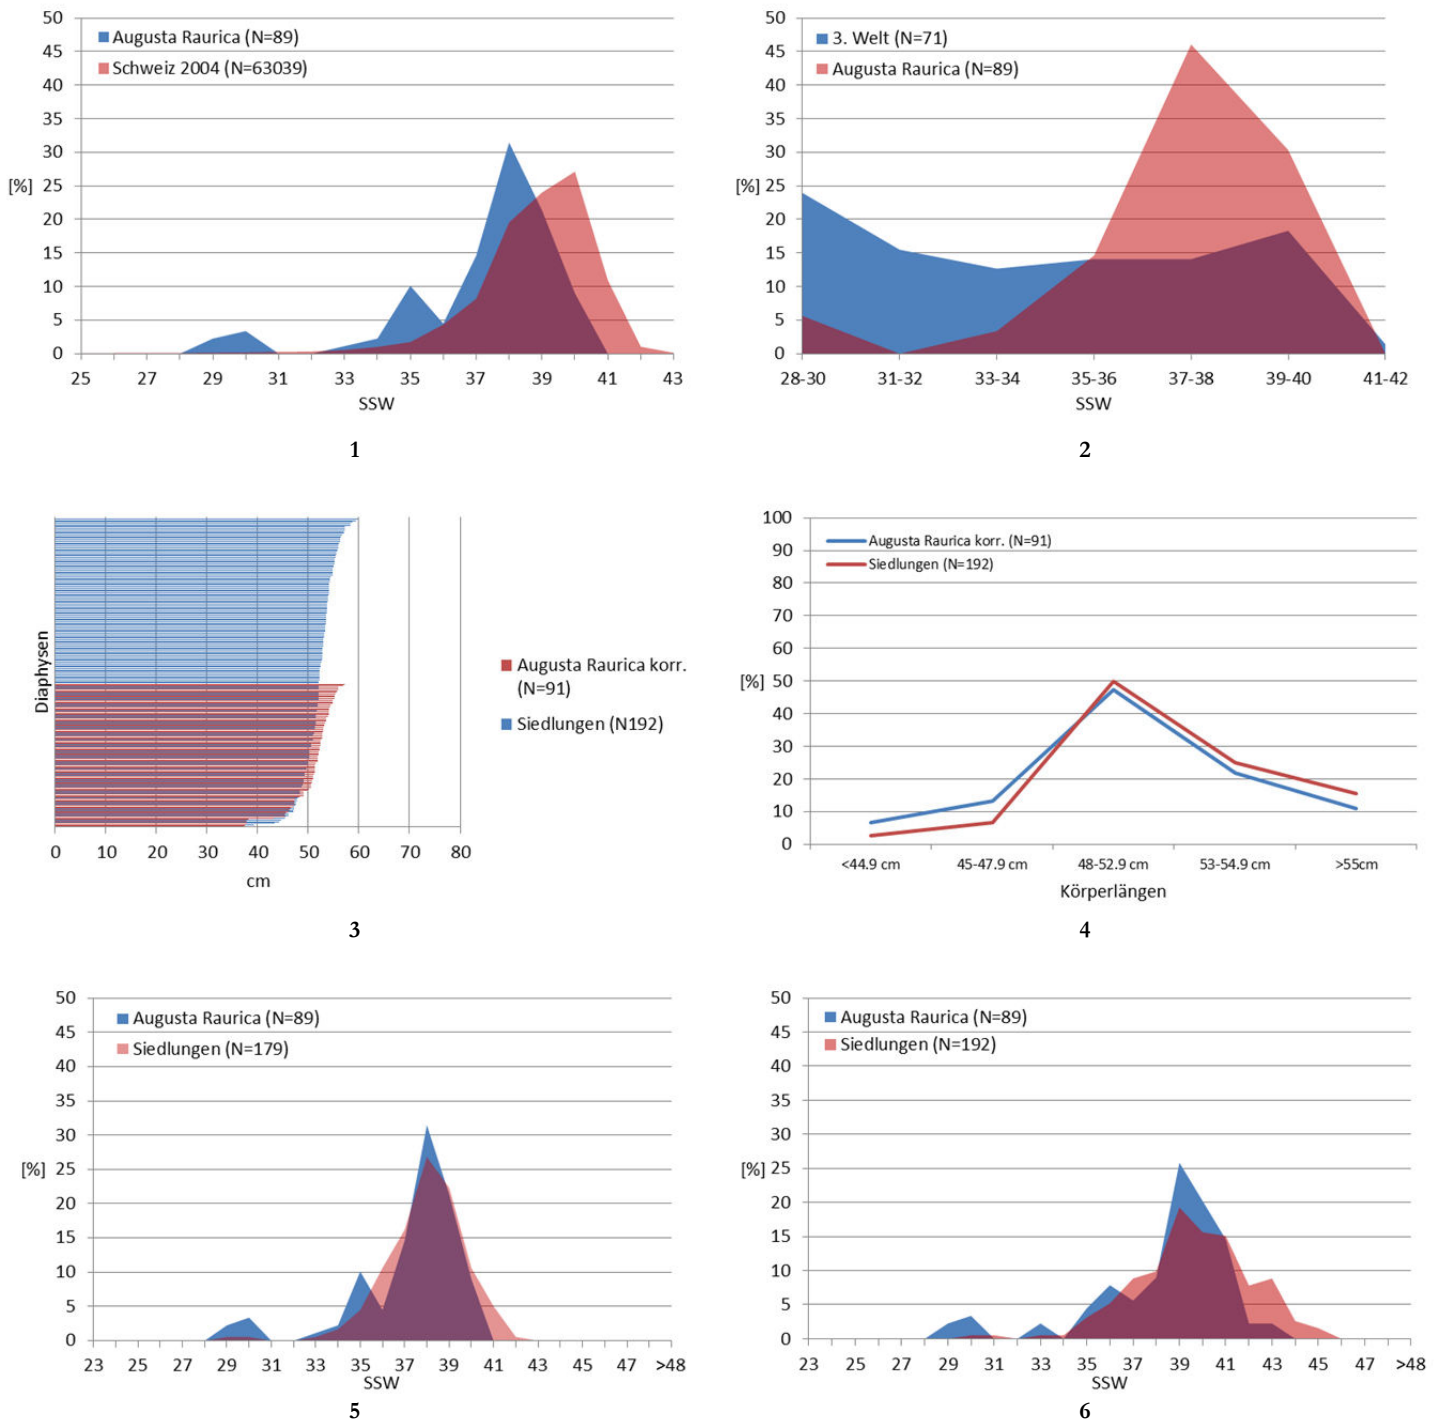 50
45
40
35
30
25
20
15
10
5
0
[%]
Augusta Raurica (N=89)
Schweiz 2004 (N=63039)
25 27 29 31 33 35 37 39 41 43
SSW
1
50
45
40
35
30
25
20
15
10
5
0
[%]
3. Welt (N=71)
Augusta Raurica (N=89)
28-30 31-32 33-34 35-36 37-38 39-40 41-42
SSW
2
Diaphysen
0 10 20 30 40 50 60 70 80
cm
Augusta Raurica korr.
(N=91)
Siedlungen (N192)
3
100
90
80
70
60
50
40
30
20
10
0
[%]
Augusta Raurica korr. (N=91)
Siedlungen (N=192)
<44.9 cm 45-47.9 cm 48-52.9 cm 53-54.9 cm >55cm
Körperlängen
4
50
45
40
35
30
25
20
15
10
5
0
[%]
Augusta Raurica (N=89)
Siedlungen (N=179)
23 25 27 29 31 33 35 37 39 41 43 45 47 >48
SSW
5
50
45
40
35
30
25
20
15
10
5
0
[%]
Augusta Raurica (N=89)
Siedlungen (N=192)
23 25 27 29 31 33 35 37 39 41 43 45 47 >48
SSW
6